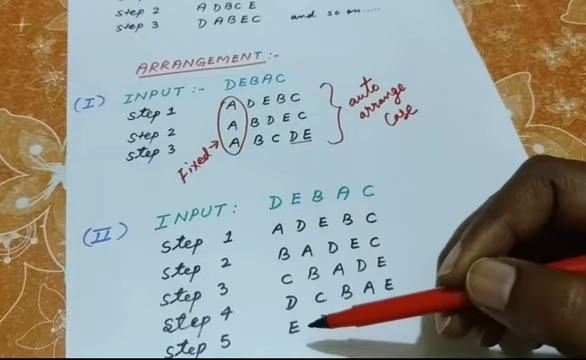 Step 2 A D B C E
Step 3 D A B E C and so on.....
ARRANGEMENT:-
(I) INPUT:- DEBAC
Step 1 A D E B C
Step 2 A B D E C
Step 3 A B C D E
Fixed→
auto arrange Case
(II) INPUT: D E B A C
Step 1 A D E B C
Step 2 B A D E C
Step 3 C B A D E
Step 4 D C B A E
Step 5 E